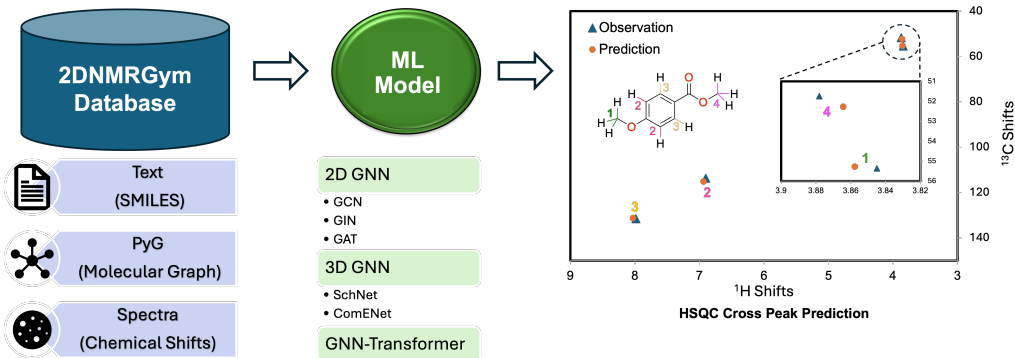 2DNMRGym
Database
Text
(SMILES)
PyG
(Molecular Graph)
Spectra
(Chemical Shifts)
ML
Model
2D GNN
• GCN
• GIN
• GAT
3D GNN
• SchNet
• ComENet
GNN-Transformer
Observation
Prediction
H
3
O
H
H
2
H
4
H
O
H
1
H
H
O
2
3
H
H
4
1
51
52
53
54
55
56
3.9
3.88
3.86
3.84
3.82
3
2
40
60
80
100
120
140
¹³C Shifts
9
8
7
6
5
4
3
¹H Shifts
HSQC Cross Peak Prediction